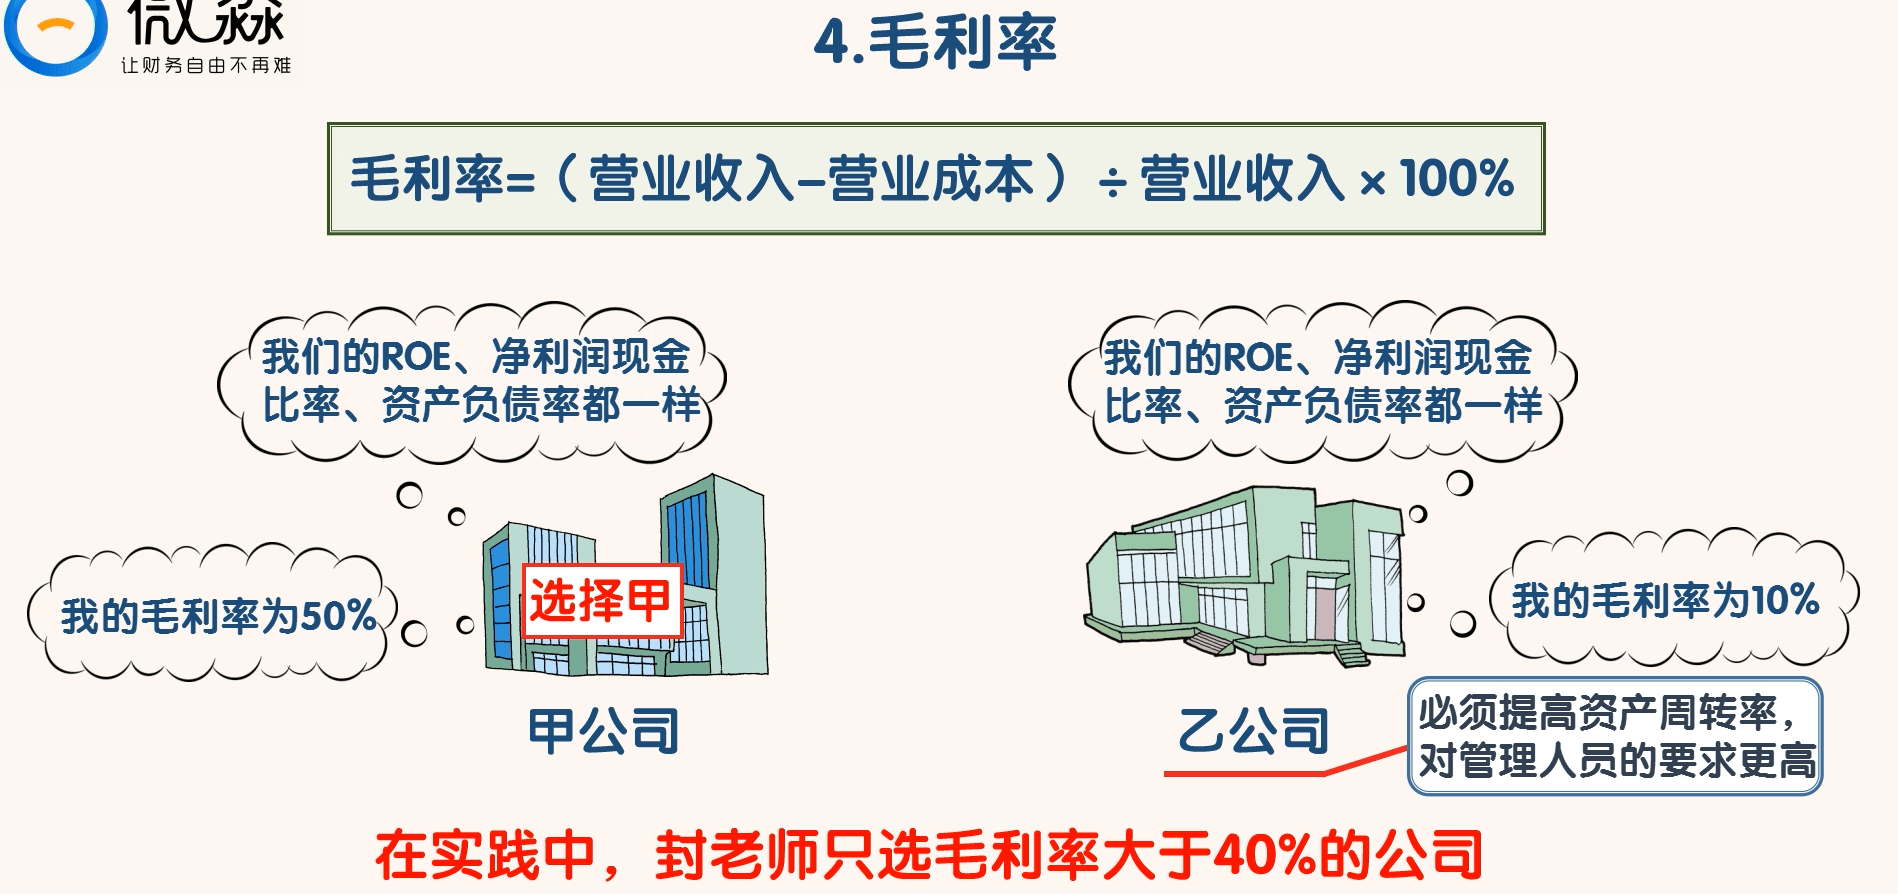 微淼
让财务自由不再难
4.毛利率
毛利率=（营业收入-营业成本）÷营业收入×100%
我们的ROE、净利润现金
比率、资产负债率都一样
我们的ROE、净利润现金
比率、资产负债率都一样
我的毛利率为50%
选择甲
我的毛利率为10%
甲公司
乙公司
必须提高资产周转率，
对管理人员的要求更高
在实践中，封老师只选毛利率大于40%的公司